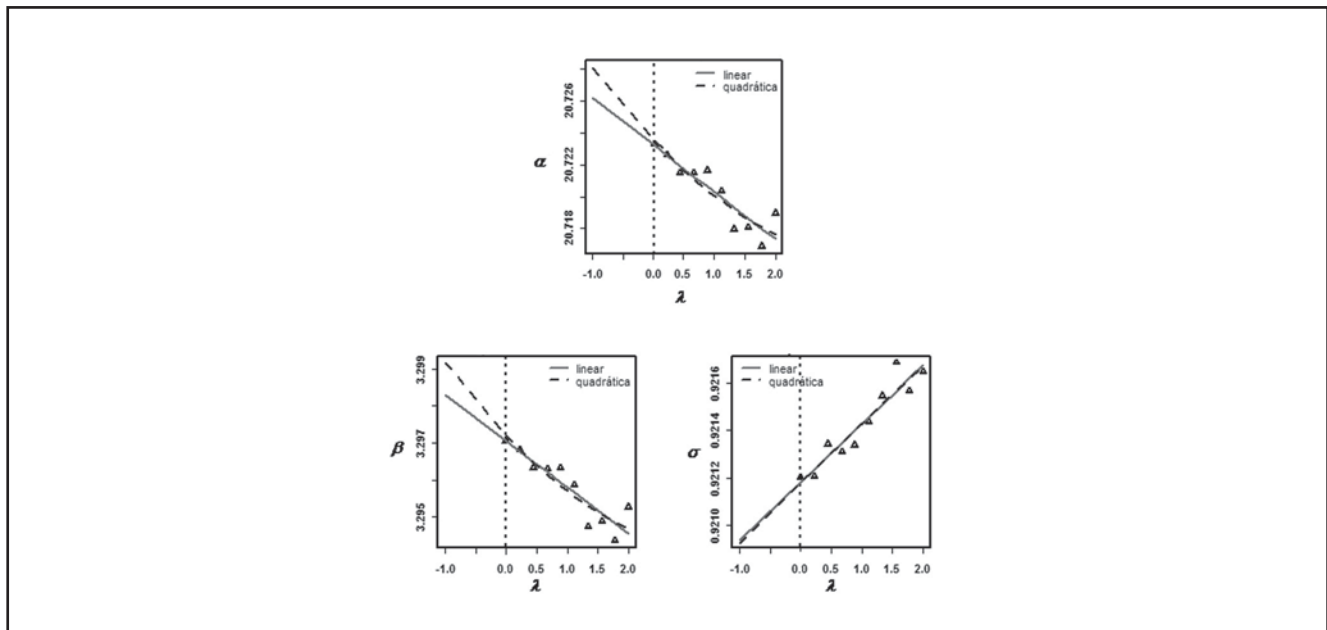 linear
quadrática
20.726
20.722
20.718
α
-1.0 0.0 0.5 1.0 1.5 2.0
λ
linear
quadrática
3.299
3.297
3.295
β
-1.0 0.0 0.5 1.0 1.5 2.0
λ
linear
quadrática
0.9216
0.9214
0.9212
0.9210
σ
-1.0 0.0 0.5 1.0 1.5 2.0
λ